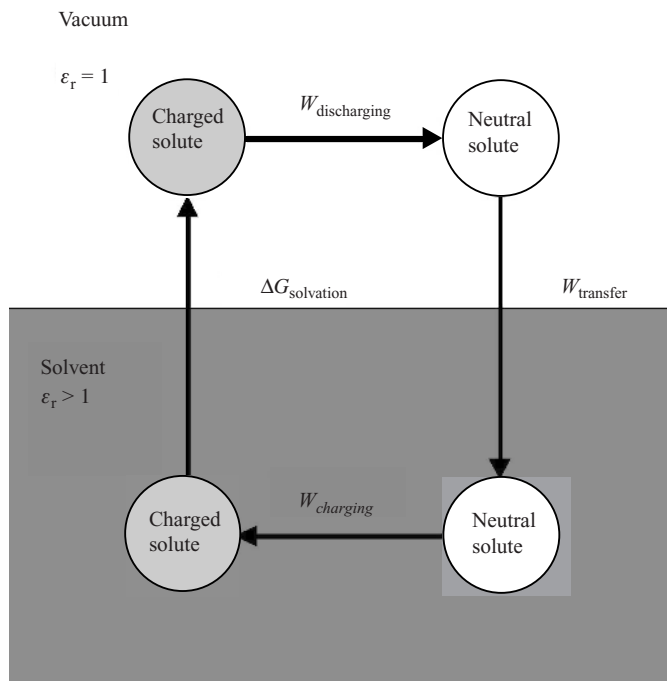 Vacuum
εr = 1
Charged
solute
Wdischarging
Neutral
solute
ΔGsolvation
Wtransfer
Solvent
εr > 1
Charged
solute
Wcharging
Neutral
solute